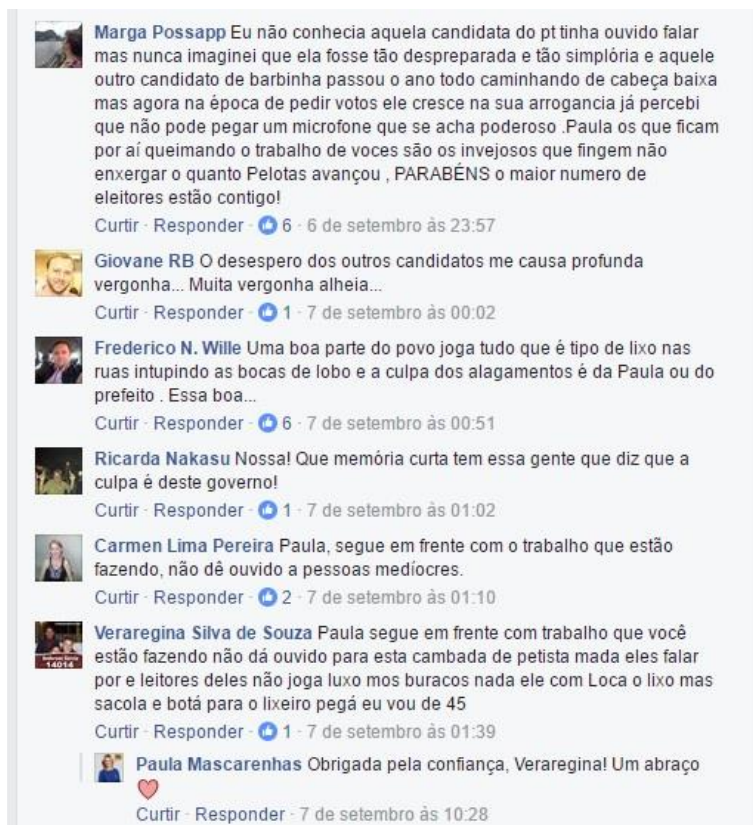 Marga Possapp Eu não conhecia aquela candidata do pt tinha ouvido falar
mas nunca imaginei que ela fosse tão despreparada e tão simplória e aquele
outro candidato de barbinha passou o ano todo caminhando de cabeça baixa
mas agora na época de pedir votos ele cresce na sua arrogancia já percebi
que não pode pegar um microfone que se acha poderoso .Paula os que ficam
por aí queimando o trabalho de voces são os invejosos que fingem não
enxergar o quanto Pelotas avançou , PARABÉNS o maior numero de
eleitores estão contigo!
Curtir · Responder · 6 · 6 de setembro às 23:57
Giovane RB O desespero dos outros candidatos me causa profunda
vergonha... Muita vergonha alheia...
Curtir · Responder · 1 · 7 de setembro às 00:02
Frederico N. Wille Uma boa parte do povo joga tudo que é tipo de lixo nas
ruas intupindo as bocas de lobo e a culpa dos alagamentos é da Paula ou do
prefeito . Essa boa...
Curtir · Responder · 6 · 7 de setembro às 00:51
Ricarda Nakasu Nossa! Que memória curta tem essa gente que diz que a
culpa é deste governo!
Curtir · Responder · 1 · 7 de setembro às 01:02
Carmen Lima Pereira Paula, segue em frente com o trabalho que estão
fazendo, não dê ouvido a pessoas medíocres.
Curtir · Responder · 2 · 7 de setembro às 01:10
Veraregina Silva de Souza Paula segue em frente com trabalho que você
estão fazendo não dá ouvido para esta cambada de petista mada eles falar
por e leitores deles não joga luxo mos buracos nada ele com Loca o lixo mas
sacola e botá para o lixeiro pegá eu vou de 45
14014
Curtir · Responder · 1 · 7 de setembro às 01:39
Paula Mascarenhas Obrigada pela confiança, Veraregina! Um abraço
Curtir · Responder · 7 de setembro às 10:28